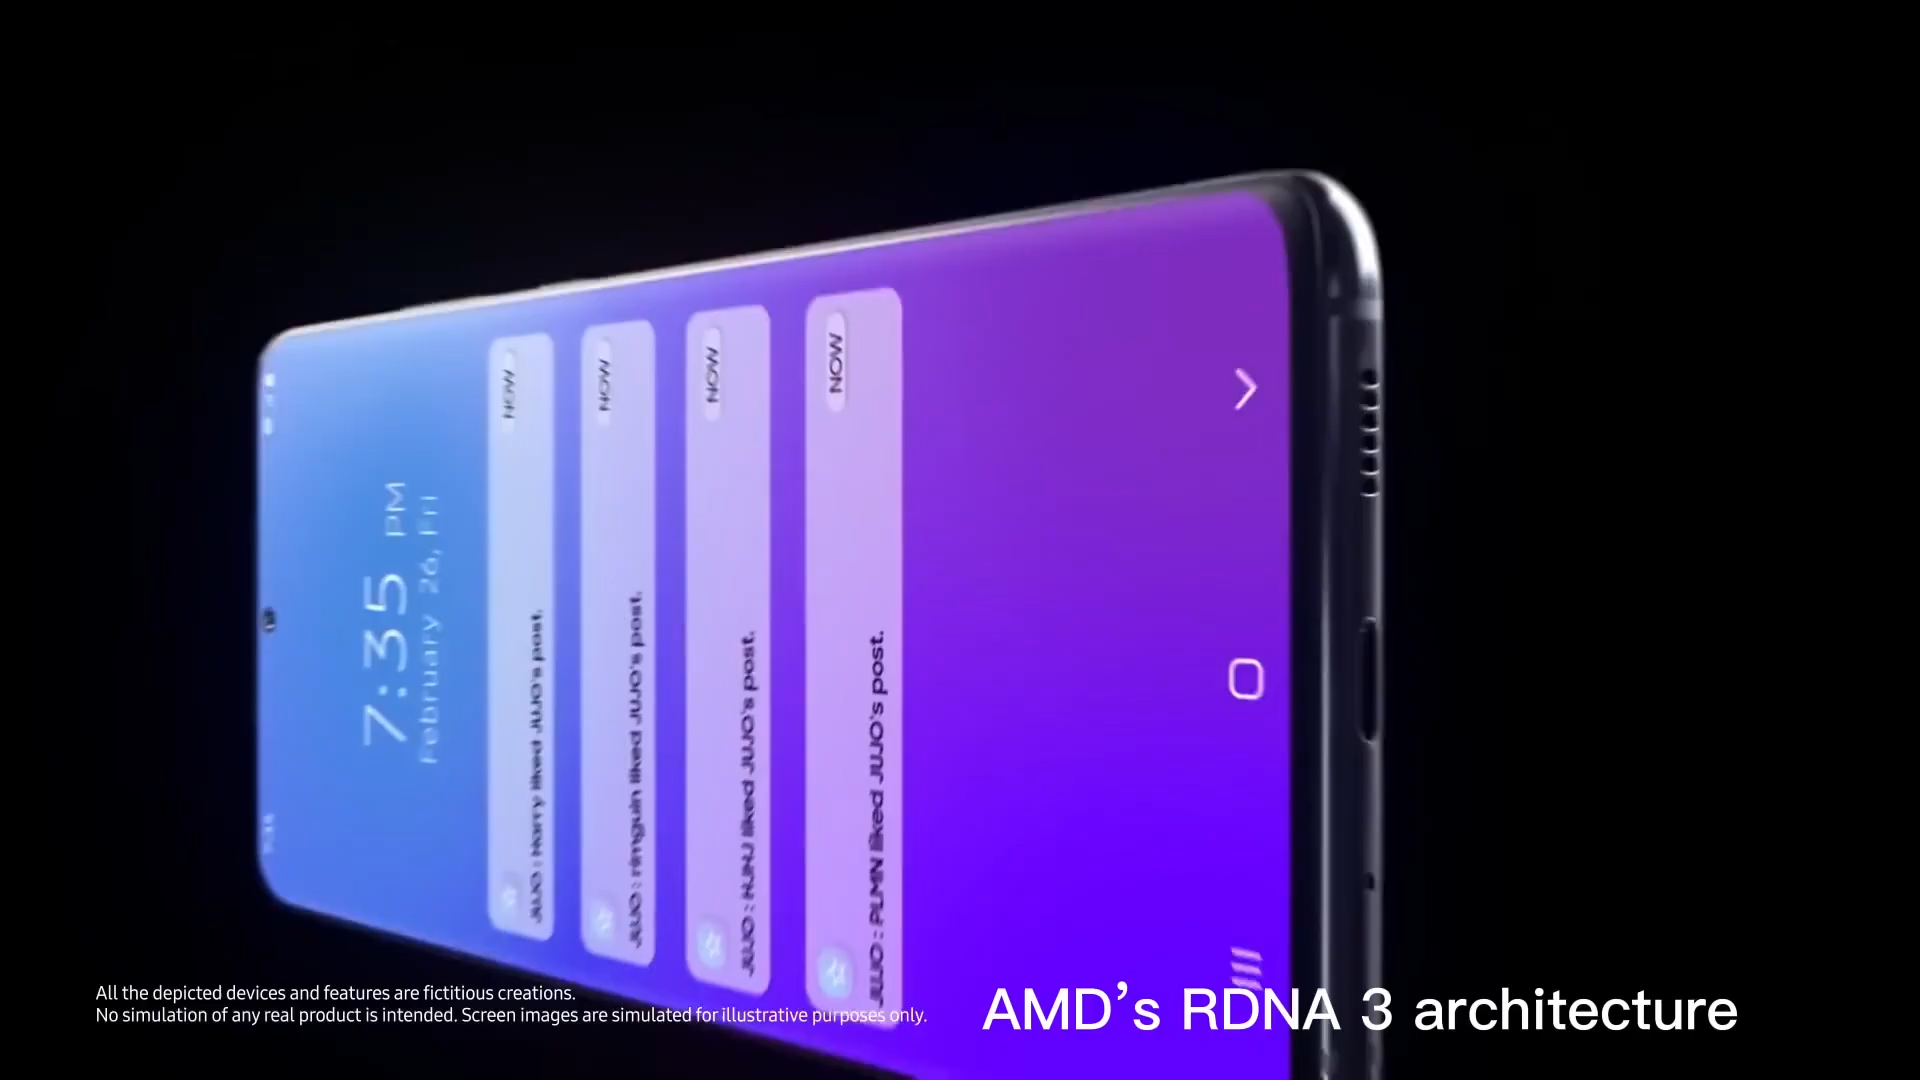 7:35 PM
February 26, Fri
NOW
JUJO : Harry liked JUJO's post.
NOW
JUJO : nimguin liked JUJO's post.
NOW
JUJO : HJHJ liked JUJO's post.
NOW
JUJO : PLMN liked JUJO's post.
All the depicted devices and features are fictitious creations.
No simulation of any real product is intended. Screen images are simulated for illustrative purposes only.
AMD’s RDNA 3 architecture